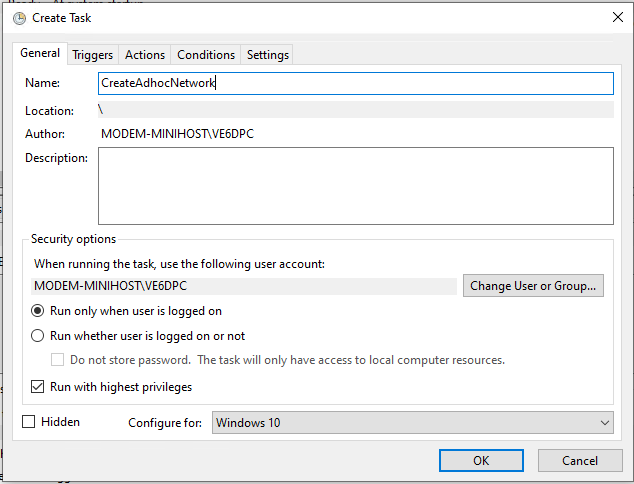 Create Task
General Triggers Actions Conditions Settings
Name: CreateAdhocNetwork
Location: \
Author: MODEM-MINIHOST\VE6DPC
Description:
Security options
When running the task, use the following user account:
MODEM-MINIHOST\VE6DPC Change User or Group...
Run only when user is logged on
Run whether user is logged on or not
Do not store password. The task will only have access to local computer resources.
Run with highest privileges
Hidden Configure for: Windows 10
OK Cancel